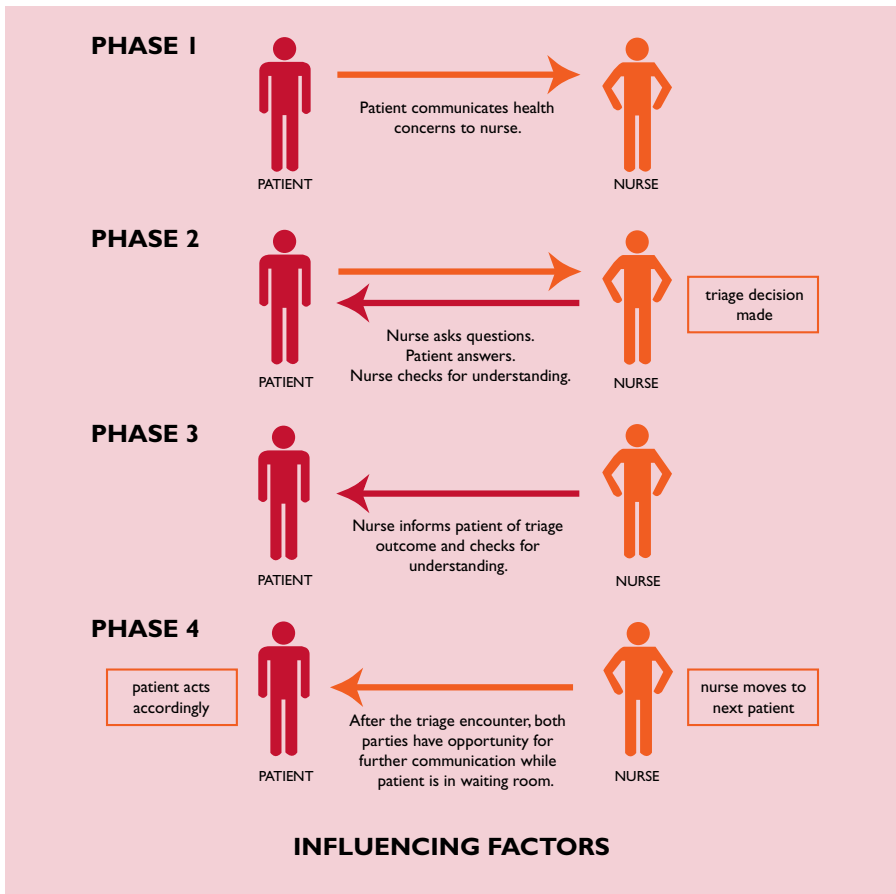 PHASE 1
Patient communicates health
concerns to nurse.
PATIENT
NURSE
PHASE 2
triage decision
made
Nurse asks questions.
Patient answers.
Nurse checks for understanding.
PATIENT
NURSE
PHASE 3
Nurse informs patient of triage
outcome and checks for
understanding.
PATIENT
NURSE
PHASE 4
patient acts
accordingly
nurse moves to
next patient
After the triage encounter, both
parties have opportunity for
further communication while
patient is in waiting room.
PATIENT
NURSE
INFLUENCING FACTORS